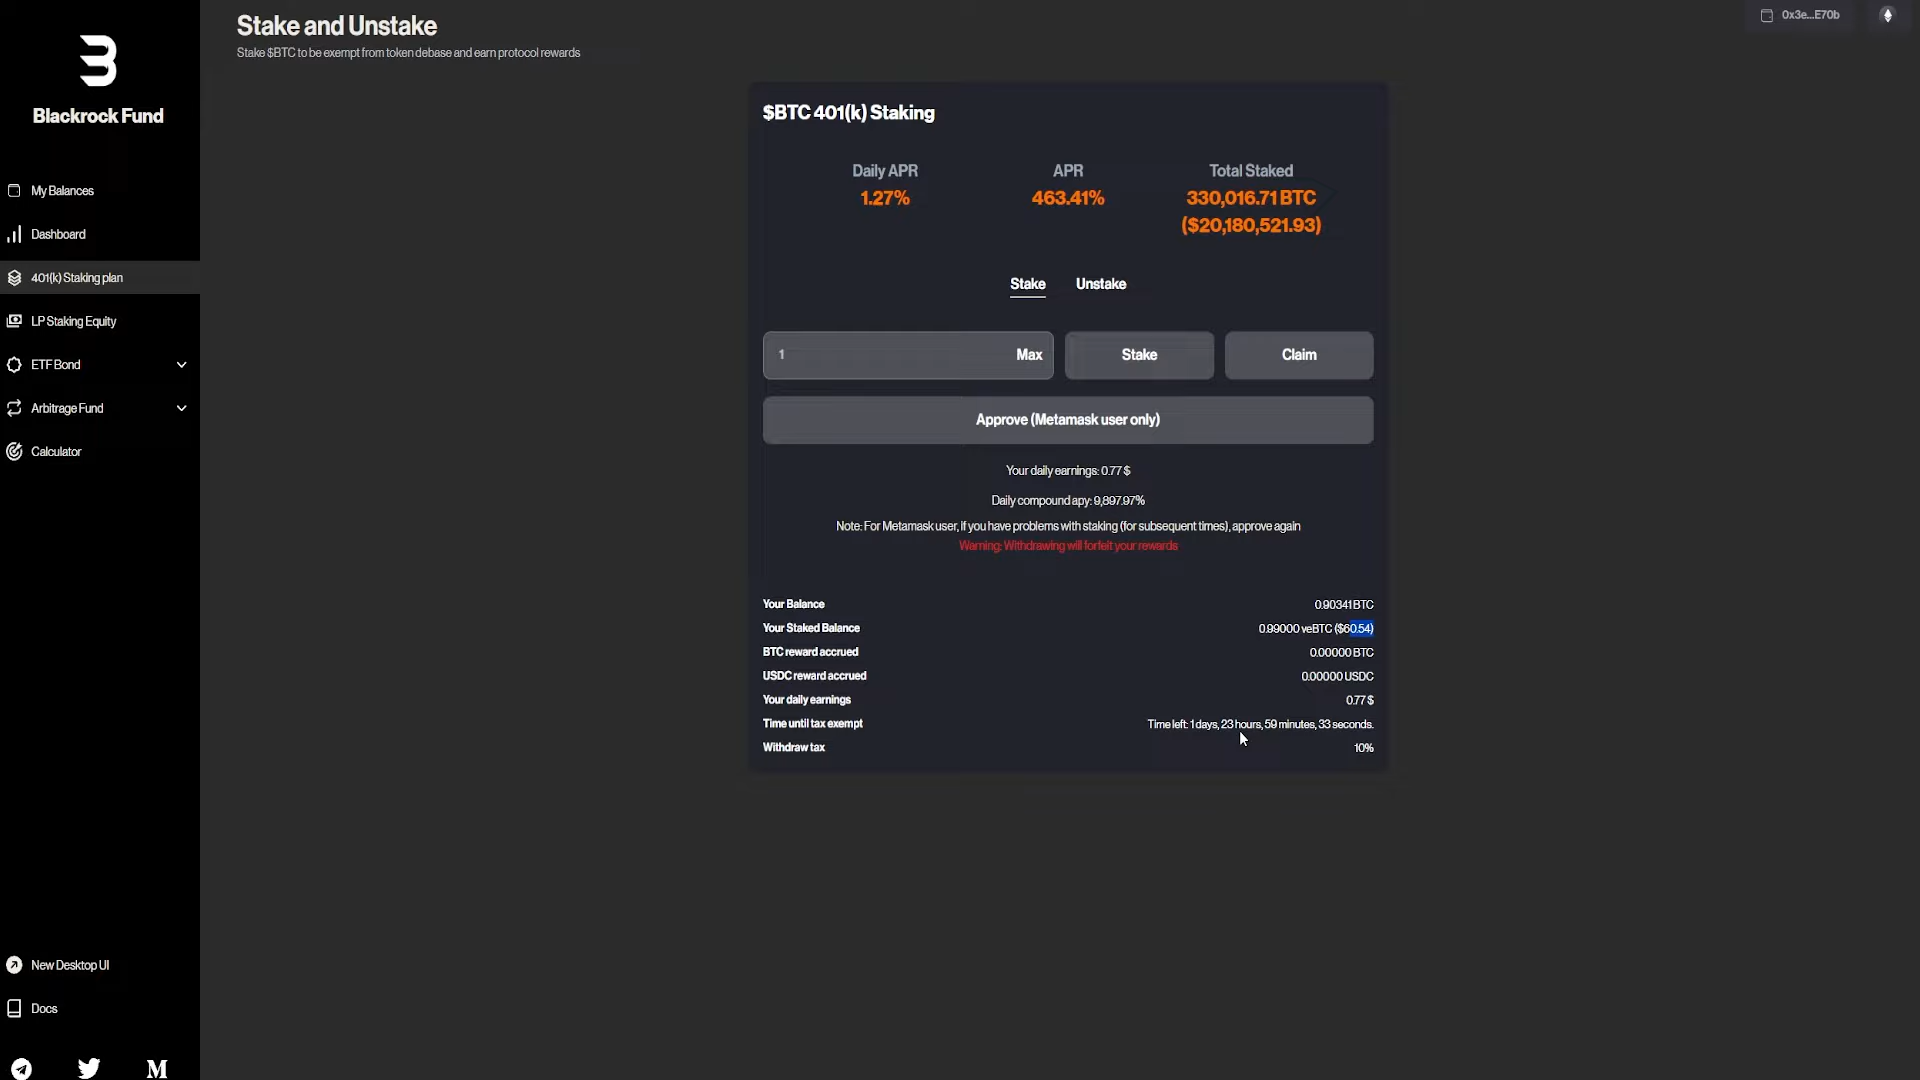 Stake and Unstake
Stake $BTC to be exempt from token debase and earn protocol rewards
0x3e...E70b
Blackrock Fund
My Balances
Dashboard
401(k) Staking plan
LP Staking Equity
ETF Bond
Arbitrage Fund
Calculator
New Desktop UI
Docs
$BTC 401(k) Staking
Daily APR
1.27%
APR
463.41%
Total Staked
330,016.71 BTC
($20,180,521.93)
Stake Unstake
1 Max Stake Claim
Approve (Metamask user only)
Your daily earnings: 0.77 $
Daily compound apy: 9,897.97%
Note: For Metamask user, if you have problems with staking (for subsequent times), approve again
Warning: Withdrawing will forfeit your rewards
Your Balance 0.90341 BTC
Your Staked Balance 0.99000 veBTC ($60.54)
BTC reward accrued 0.00000 BTC
USDC reward accrued 0.00000 USDC
Your daily earnings 0.77 $
Time until tax exempt Time left: 1 days, 23 hours, 59 minutes, 33 seconds.
Withdraw tax 10%